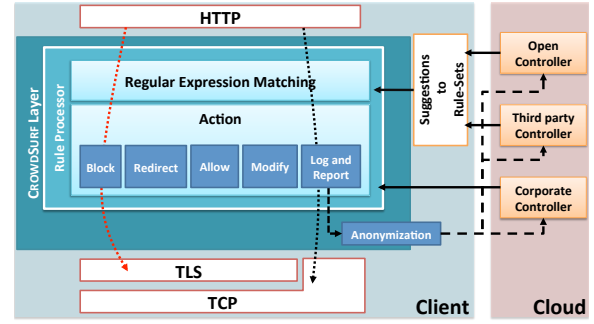 HTTP
CROWDSURF Layer
Rule Processor
Regular Expression Matching
Action
Block
Redirect
Allow
Modify
Log and
Report
Anonymization
Suggestions
to
Rule-Sets
Open
Controller
Third party
Controller
Corporate
Controller
TLS
TCP
Client
Cloud